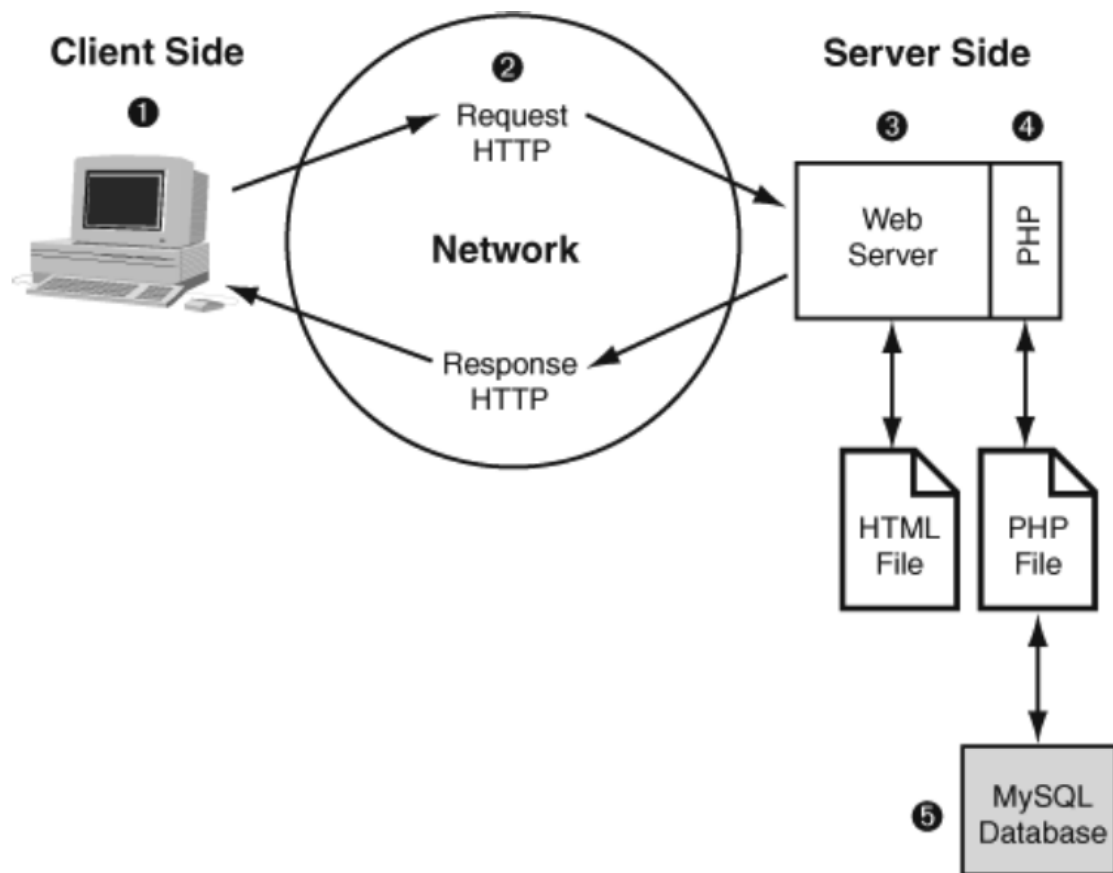 Client Side
❶
❷
Request
HTTP
Network
Response
HTTP
Server Side
❸
❹
Web
Server
PHP
HTML
File
PHP
File
❺
MySQL
Database